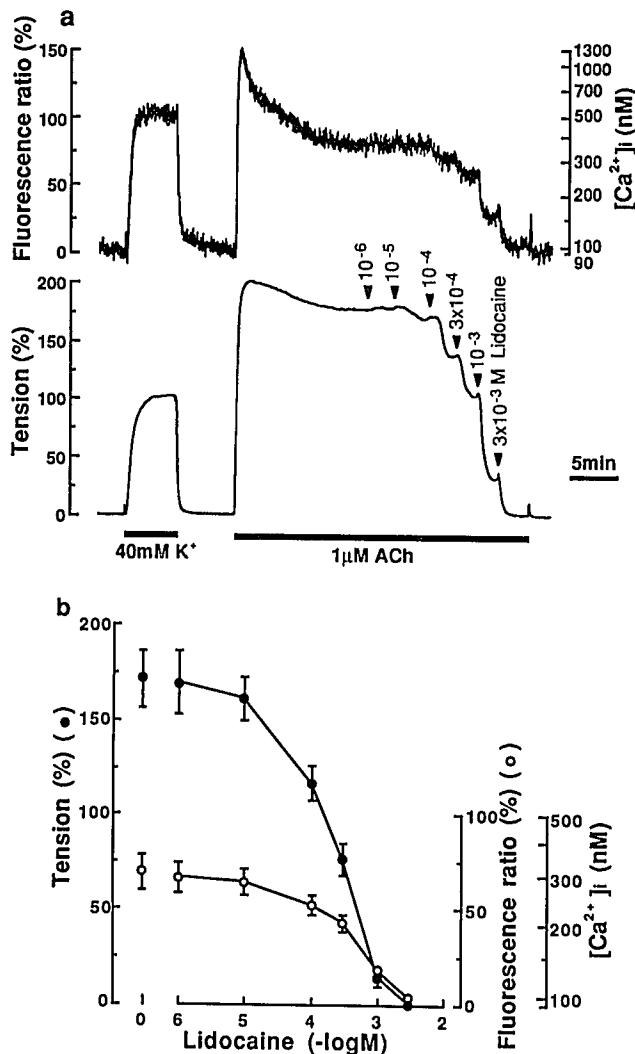 a
Fluorescence ratio (%)
150
100
50
0
1300
1000
700
500
300
200
100
90
[Ca²⁺]i (nM)
Tension (%)
200
150
100
50
0
10⁻⁶
10⁻⁵
10⁻⁴
3x10⁻⁴
10⁻³
3x10⁻³ M Lidocaine
5min
40mM K⁺
1μM ACh
b
Tension (%) (●)
200
150
100
50
0
Fluorescence ratio (%) (○)
100
50
0
[Ca²⁺]i (nM)
500
300
200
100
0 6 5 4 3 2
Lidocaine (-logM)